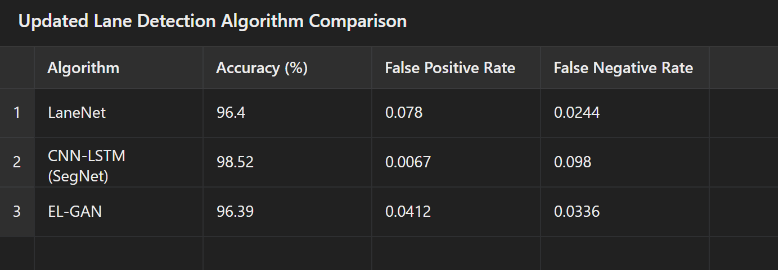 Updated Lane Detection Algorithm Comparison
Algorithm Accuracy (%) False Positive Rate False Negative Rate
1 LaneNet 96.4 0.078 0.0244
2 CNN-LSTM (SegNet) 98.52 0.0067 0.098
3 EL-GAN 96.39 0.0412 0.0336